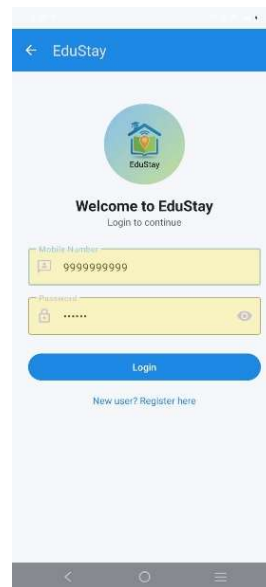 EduStay
EduStay
Welcome to EduStay
Login to continue
Mobile Number
9999999999
Password
••••••
Login
New user? Register here